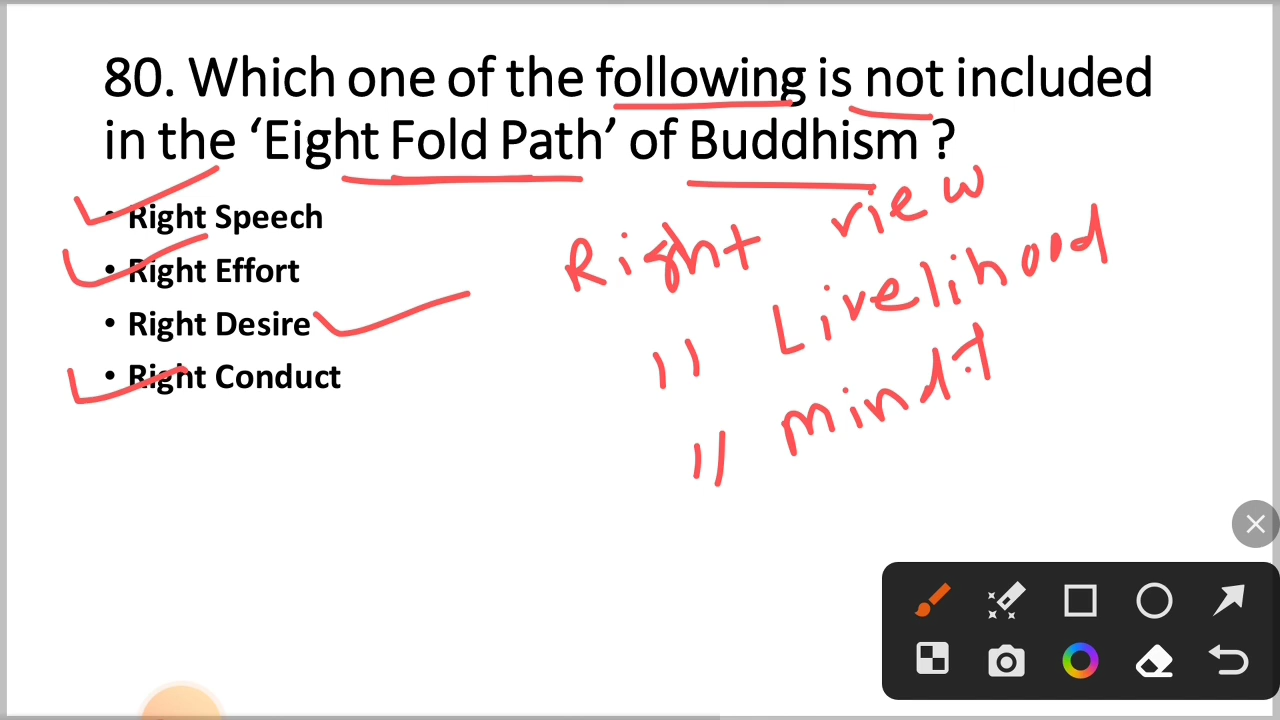 80. Which one of the following is not included
in the ‘Eight Fold Path’ of Buddhism ?
• Right Speech
• Right Effort
• Right Desire
• Right Conduct
Right view
" Livelihood
"